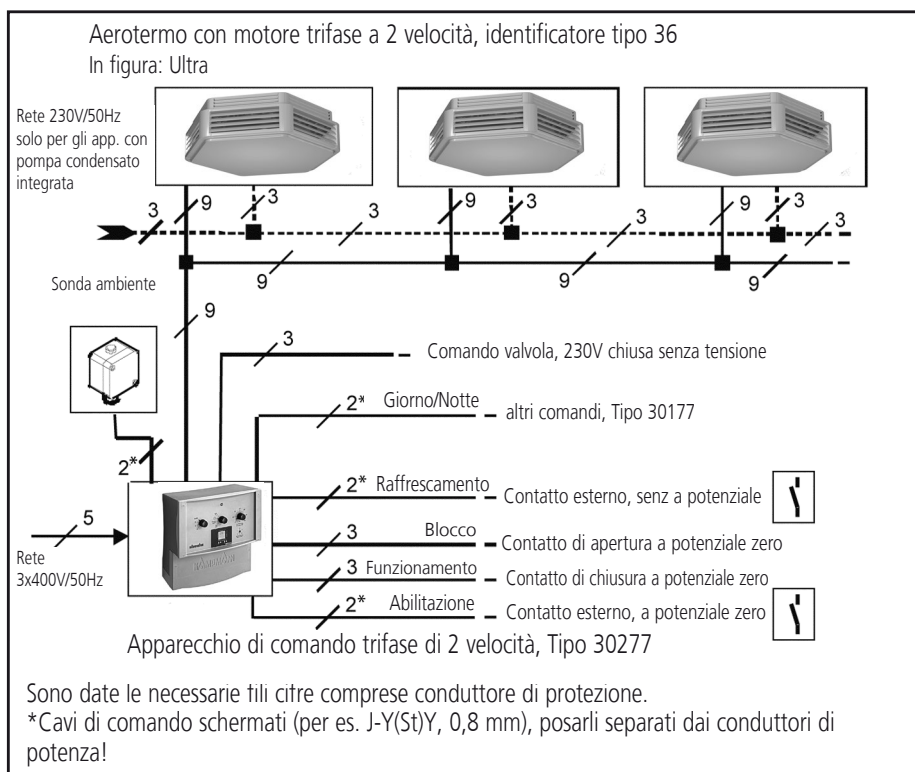 Aerotermo con motore trifase a 2 velocità, identificatore tipo 36
In figura: Ultra
Rete 230V/50Hz
solo per gli app. con
pompa condensato
integrata
3
9
3
3
9
3
3
9
3
3
9
9
9
Sonda ambiente
9
3
Comando valvola, 230V chiusa senza tensione
2* Giorno/Notte
altri comandi, Tipo 30177
2*
2* Raffrescamento
Contatto esterno, senz a potenziale
5
Rete
3x400V/50Hz
3 Blocco
Contatto di apertura a potenziale zero
3 Funzionamento
Contatto di chiusura a potenziale zero
2* Abilitazione
Contatto esterno, a potenziale zero
Apparecchio di comando trifase di 2 velocità, Tipo 30277
Sono date le necessarie fili citre comprese conduttore di protezione.
*Cavi di comando schermati (per es. J-Y(St)Y, 0,8 mm), posarli separati dai conduttori di
potenza!